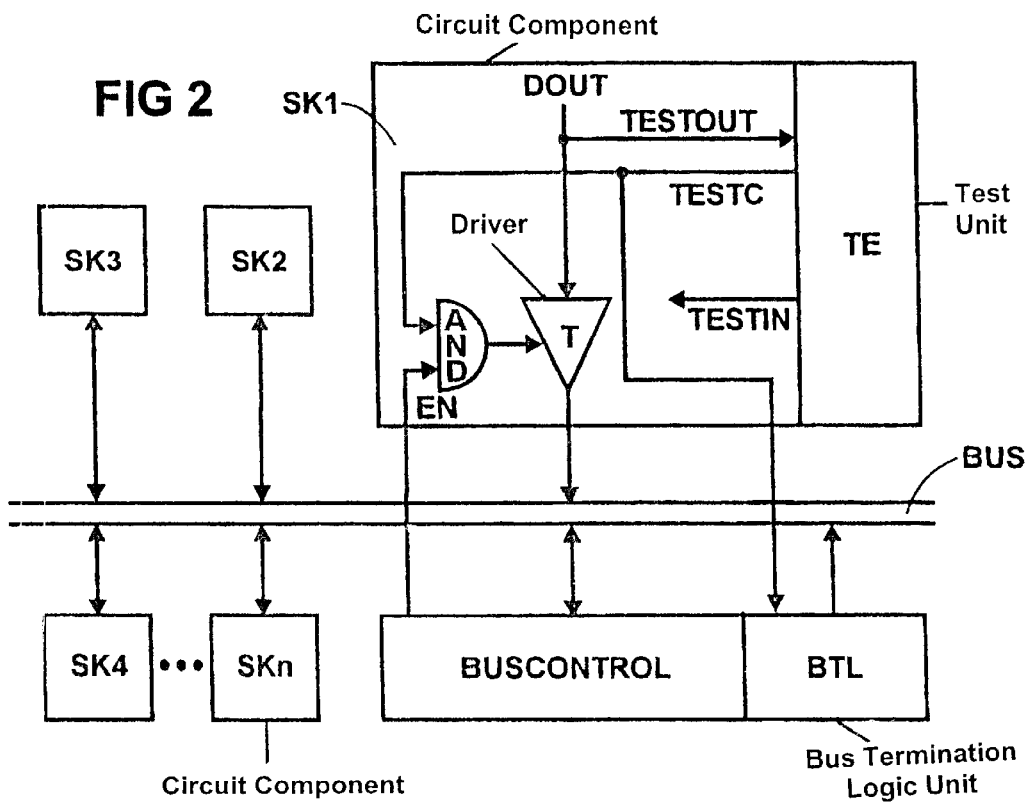 Circuit Component
FIG 2
SK1
DOUT
TESTOUT
TESTC
Test
Unit
TE
SK3
SK2
Driver
TESTIN
AND
T
EN
BUS
SK4
SKn
BUSCONTROL
BTL
Circuit Component
Bus Termination
Logic Unit